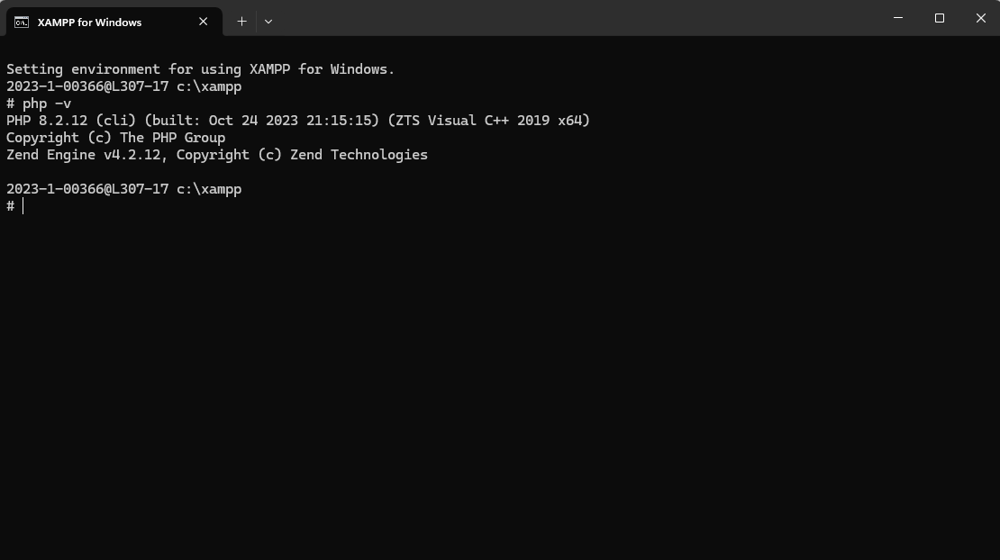 XAMPP for Windows
Setting environment for using XAMPP for Windows.
2023-1-00366@L307-17 c:\xampp
# php -v
PHP 8.2.12 (cli) (built: Oct 24 2023 21:15:15) (ZTS Visual C++ 2019 x64)
Copyright (c) The PHP Group
Zend Engine v4.2.12, Copyright (c) Zend Technologies
2023-1-00366@L307-17 c:\xampp
#